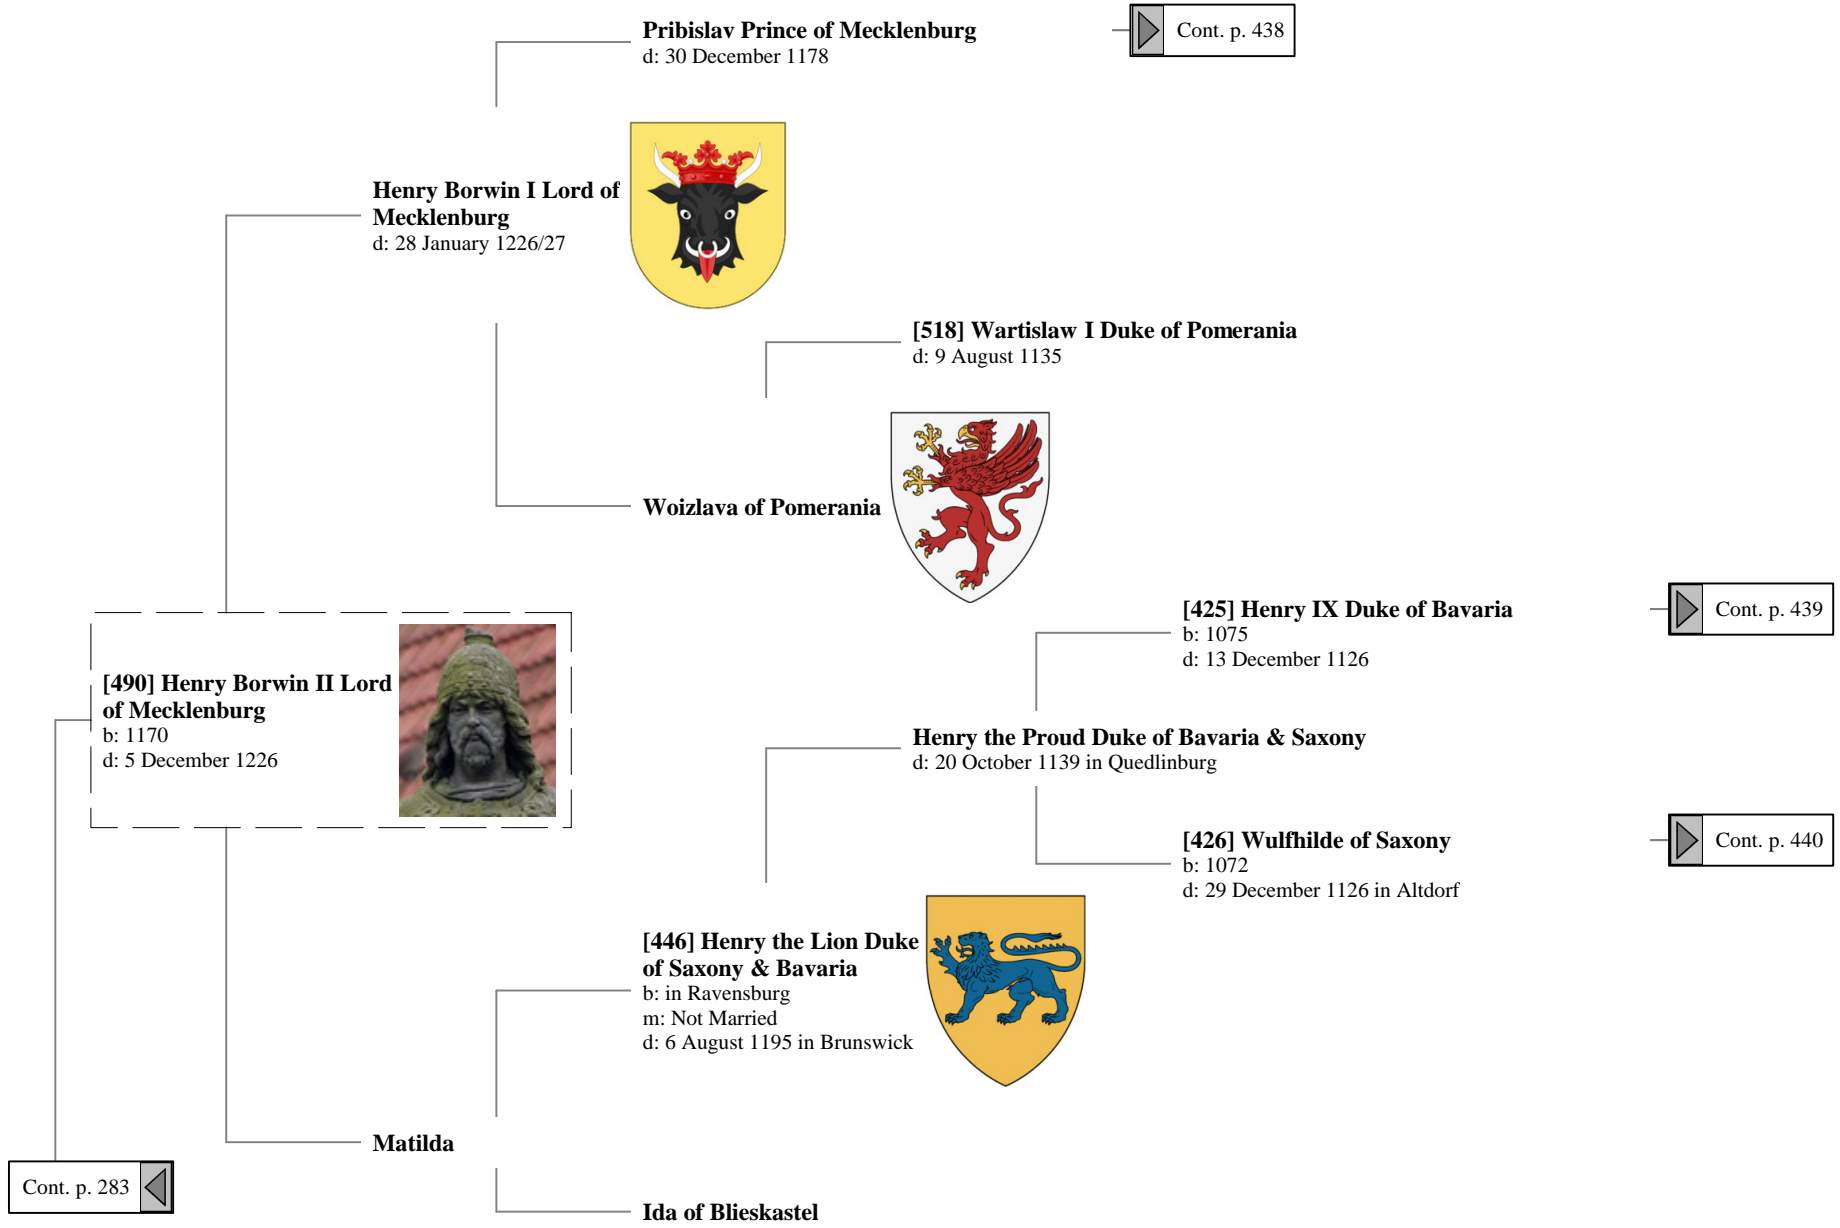 Pribislav Prince of Mecklenburg
d: 30 December 1178
Cont. p. 438
Henry Borwin I Lord of
Mecklenburg
d: 28 January 1226/27
[518] Wartislaw I Duke of Pomerania
d: 9 August 1135
Woizlava of Pomerania
[425] Henry IX Duke of Bavaria
b: 1075
d: 13 December 1126
Cont. p. 439
[490] Henry Borwin II Lord
of Mecklenburg
b: 1170
d: 5 December 1226
Henry the Proud Duke of Bavaria & Saxony
d: 20 October 1139 in Quedlinburg
[426] Wulfhilde of Saxony
b: 1072
d: 29 December 1126 in Altdorf
Cont. p. 440
[446] Henry the Lion Duke
of Saxony & Bavaria
b: in Ravensburg
m: Not Married
d: 6 August 1195 in Brunswick
Matilda
Cont. p. 283
Ida of Blieskastel